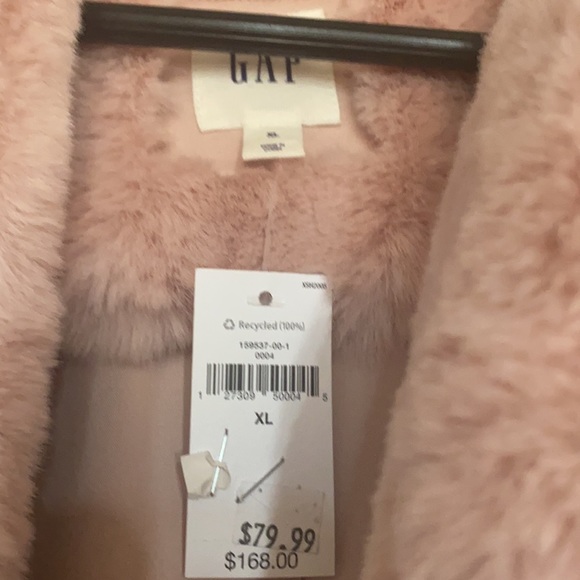 GAP
XL
Recycled (100%)
159537-00-1
0004
1 27309 50004 5
XL
$79.99
$168.00